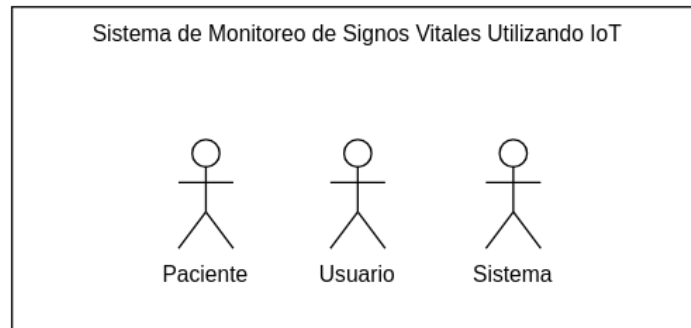 Sistema de Monitoreo de Signos Vitales Utilizando IoT
Paciente Usuario Sistema